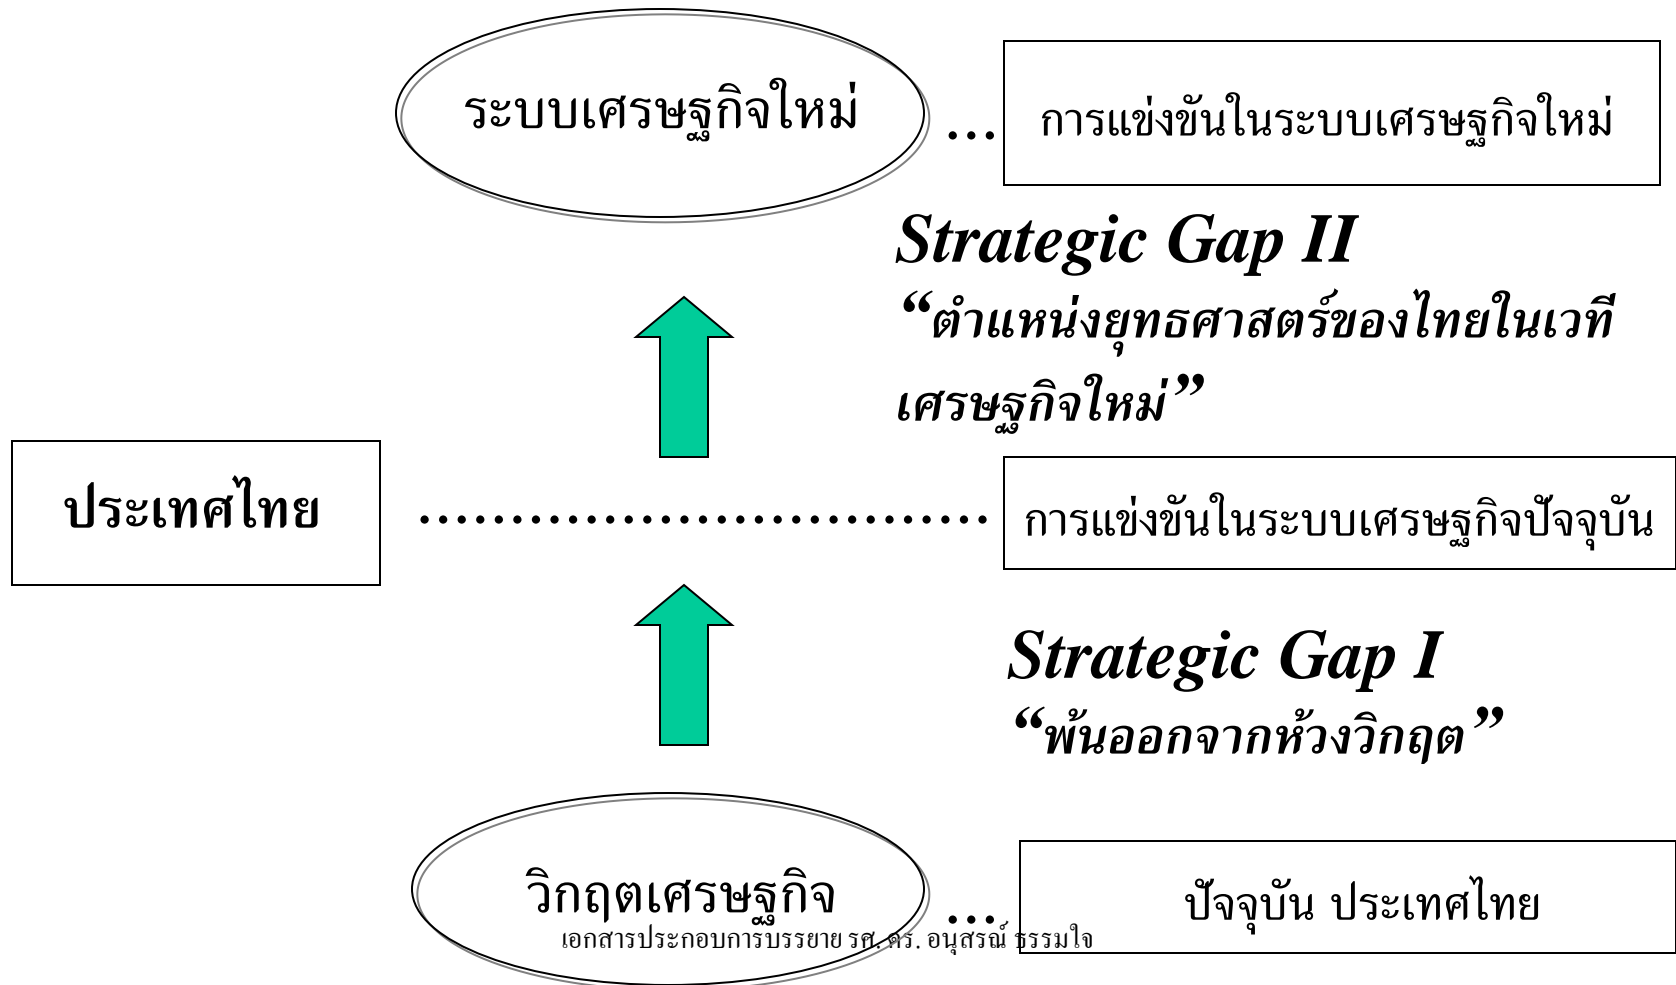 ระบบเศรษฐกิจใหม่
... การแข่งขันในระบบเศรษฐกิจใหม่
Strategic Gap II
“ตำแหน่งยุทธศาสตร์ของไทยในเวที
เศรษฐกิจใหม่”
ประเทศไทย
............................... การแข่งขันในระบบเศรษฐกิจปัจจุบัน
Strategic Gap I
“พ้นออกจากห้วงวิกฤต”
วิกฤตเศรษฐกิจ
... ปัจจุบัน ประเทศไทย
เอกสารประกอบการบรรยาย รศ. ดร. อนุสรณ์ ธรรมใจ